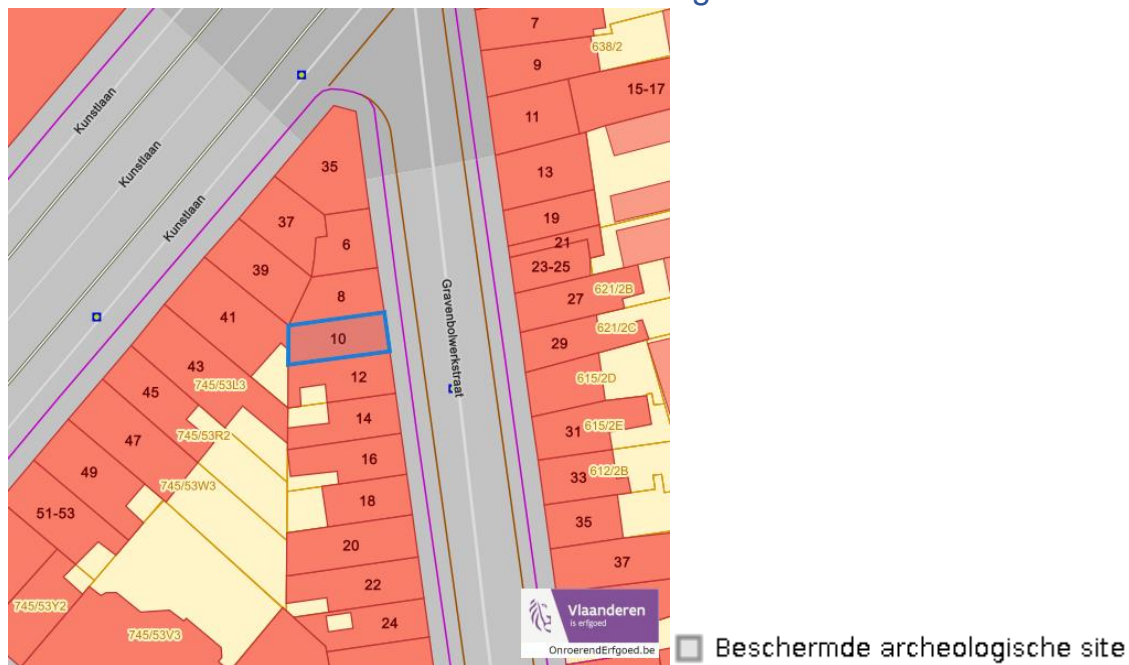 g
7
638/2
9
15-17
11
Kunstlaan
Kunstlaan
Kunstlaan
35
13
37
19
6
21
39
23-25
8
27
621/2B
41
Gravenbolwerkstraat
10
621/2C
29
43
745/53L3
12
615/2D
45
14
745/53R2
31
615/2E
47
16
49
745/53W3
33
612/2B
18
51-53
35
20
37
22
745/53Y2
24
745/53V3
Vlaanderen
is erfgoed
OnroerendErfgoed.be
Beschermde archeologische site